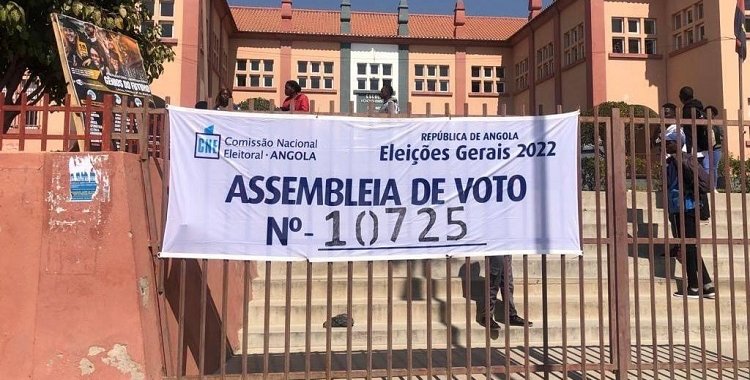 CNE
Comissão Nacional
Eleitoral • ANGOLA
REPÚBLICA DE ANGOLA
Eleições Gerais 2022
ASSEMBLEIA DE VOTO
Nº- 10725